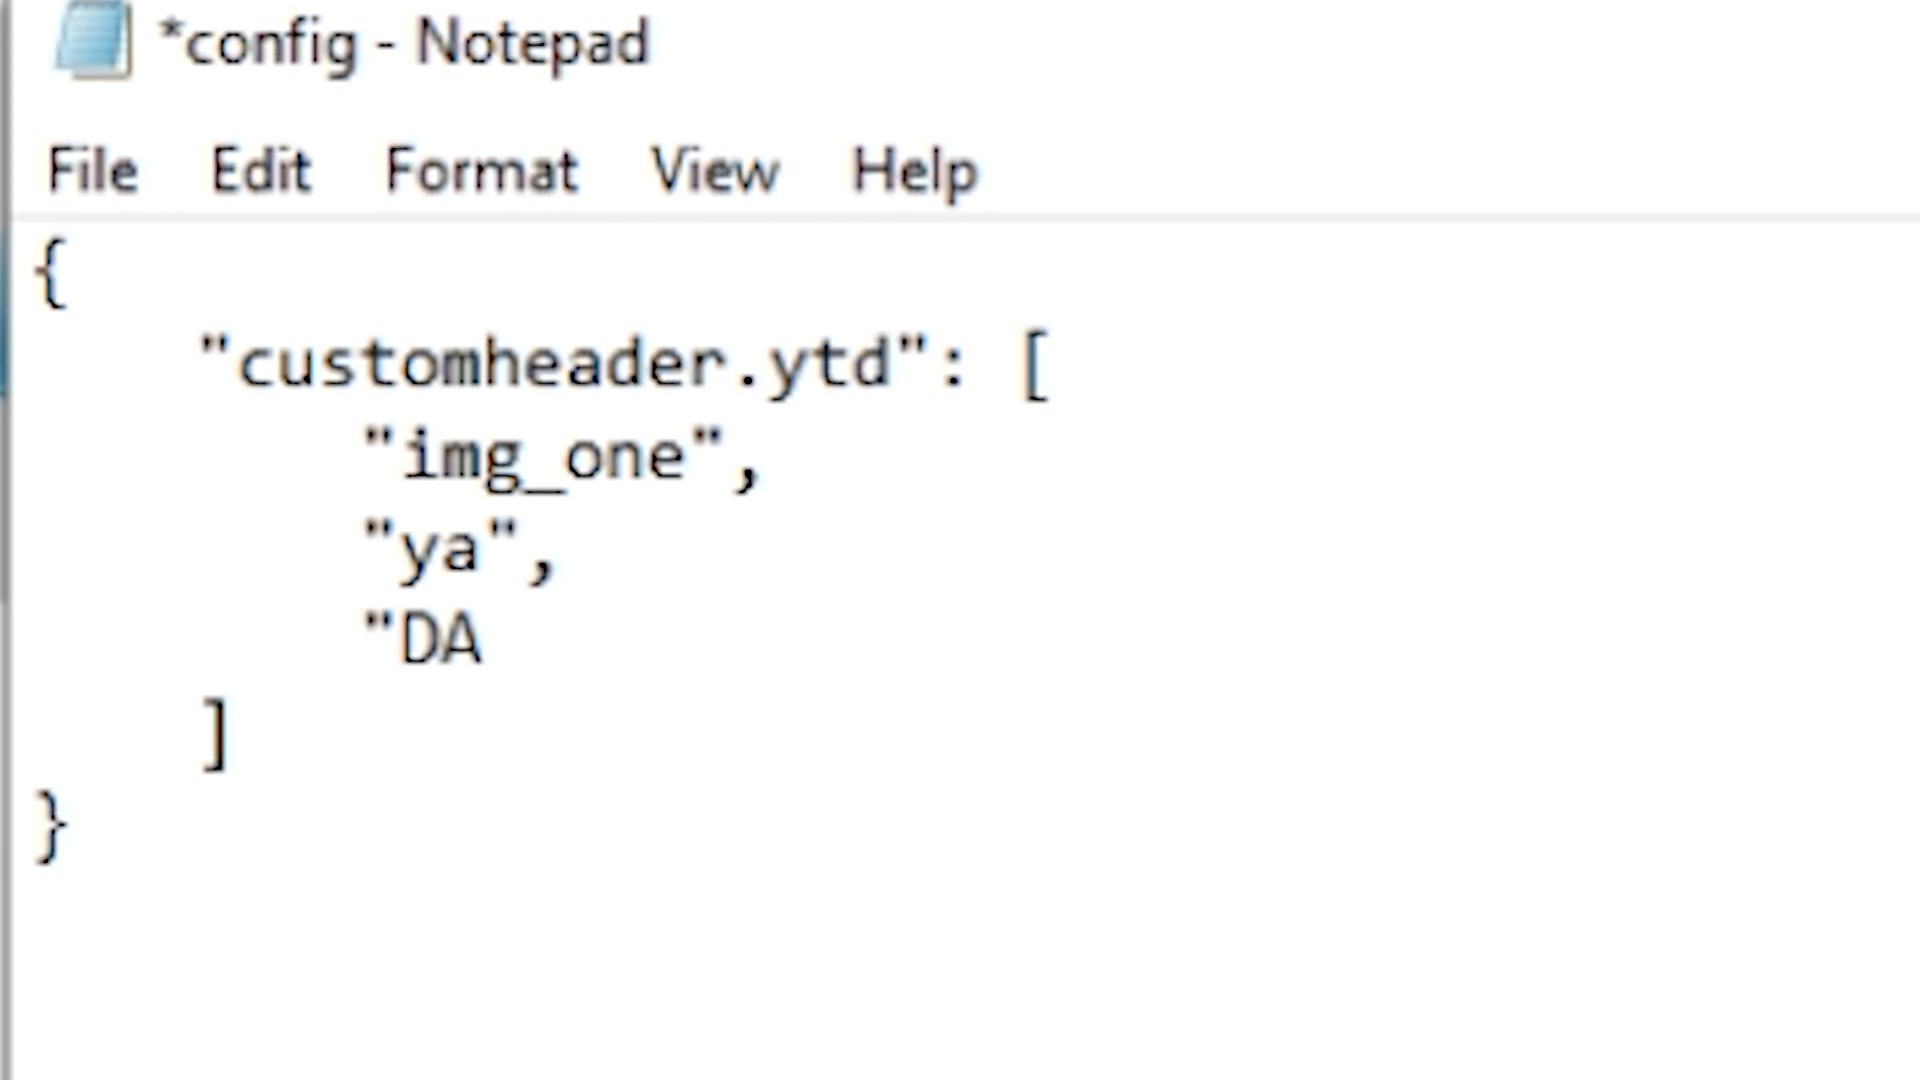 *config - Notepad
File Edit Format View Help
{
"customheader.ytd": [
"img_one",
"ya",
"DA
]
}